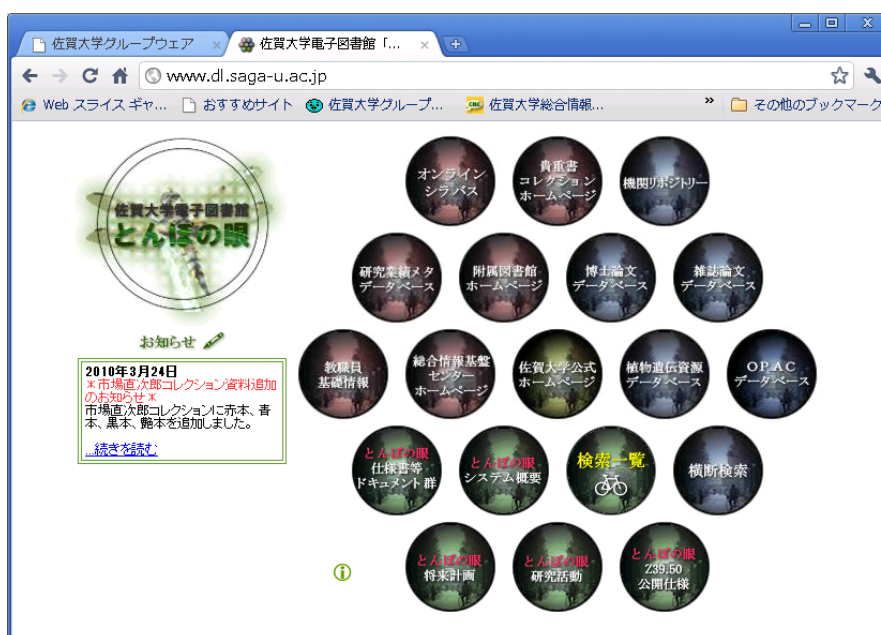 佐賀大学グループウェア
佐賀大学電子図書館「...
www.dl.saga-u.ac.jp
Web スライス ギャ...
おすすめサイト
佐賀大学グループ...
佐賀大学総合情報...
»
その他のブックマーク
佐賀大学電子図書館
とんぼの眼
お知らせ
2010年3月24日
＊市場直次郎コレクション資料追加
のお知らせ＊
市場直次郎コレクションに赤本、青
本、黒本、艶本を追加しました。
...続きを読む
オンライン
シラバス
貴重書
コレクション
ホームページ
機関リポジトリー
研究業績メタ
データベース
附属図書館
ホームページ
博士論文
データベース
雑誌論文
データベース
教職員
基礎情報
総合情報基盤
センター
ホームページ
佐賀大学公式
ホームページ
植物遺伝資源
データベース
OPAC
データベース
とんぼの眼
仕様書等
ドキュメント群
とんぼの眼
システム概要
検索一覧
横断検索
とんぼの眼
将来計画
とんぼの眼
研究活動
とんぼの眼
Z39.50
公開仕様